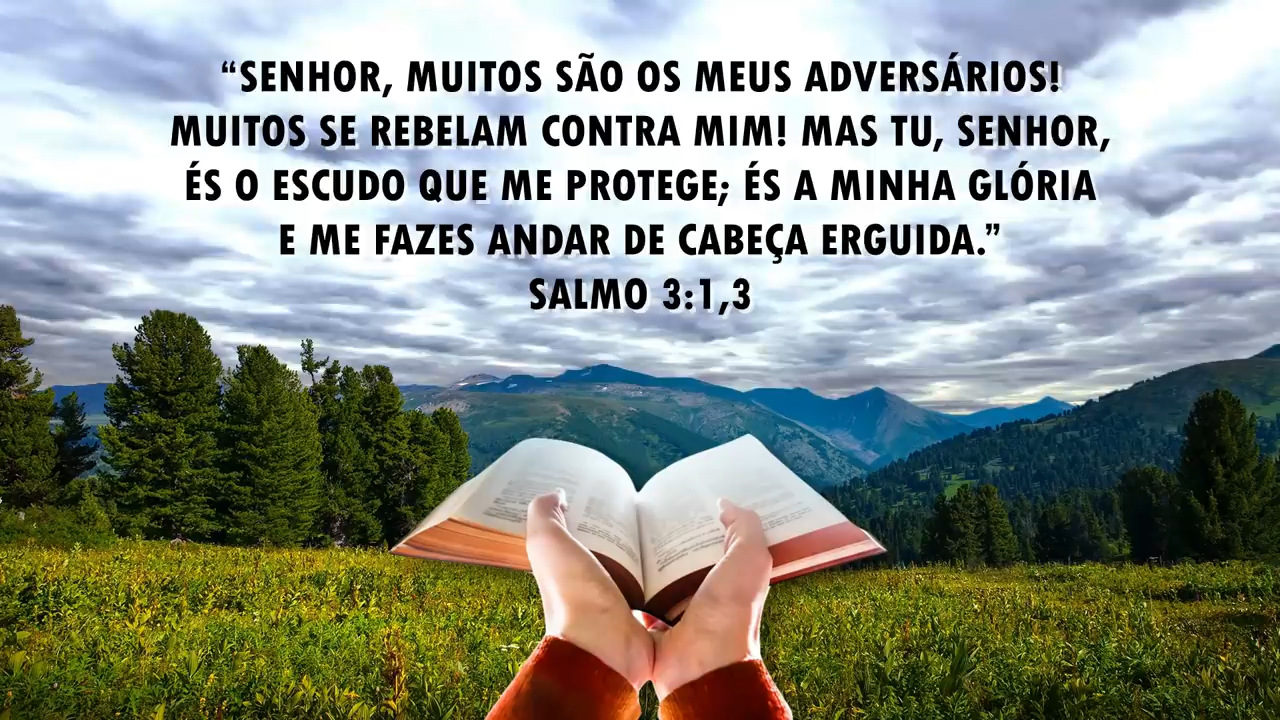 “SENHOR, MUITOS SÃO OS MEUS ADVERSÁRIOS!
MUITOS SE REBELAM CONTRA MIM! MAS TU, SENHOR,
ÉS O ESCUDO QUE ME PROTEGE; ÉS A MINHA GLÓRIA
E ME FAZES ANDAR DE CABEÇA ERGUIDA.”
SALMO 3:1,3